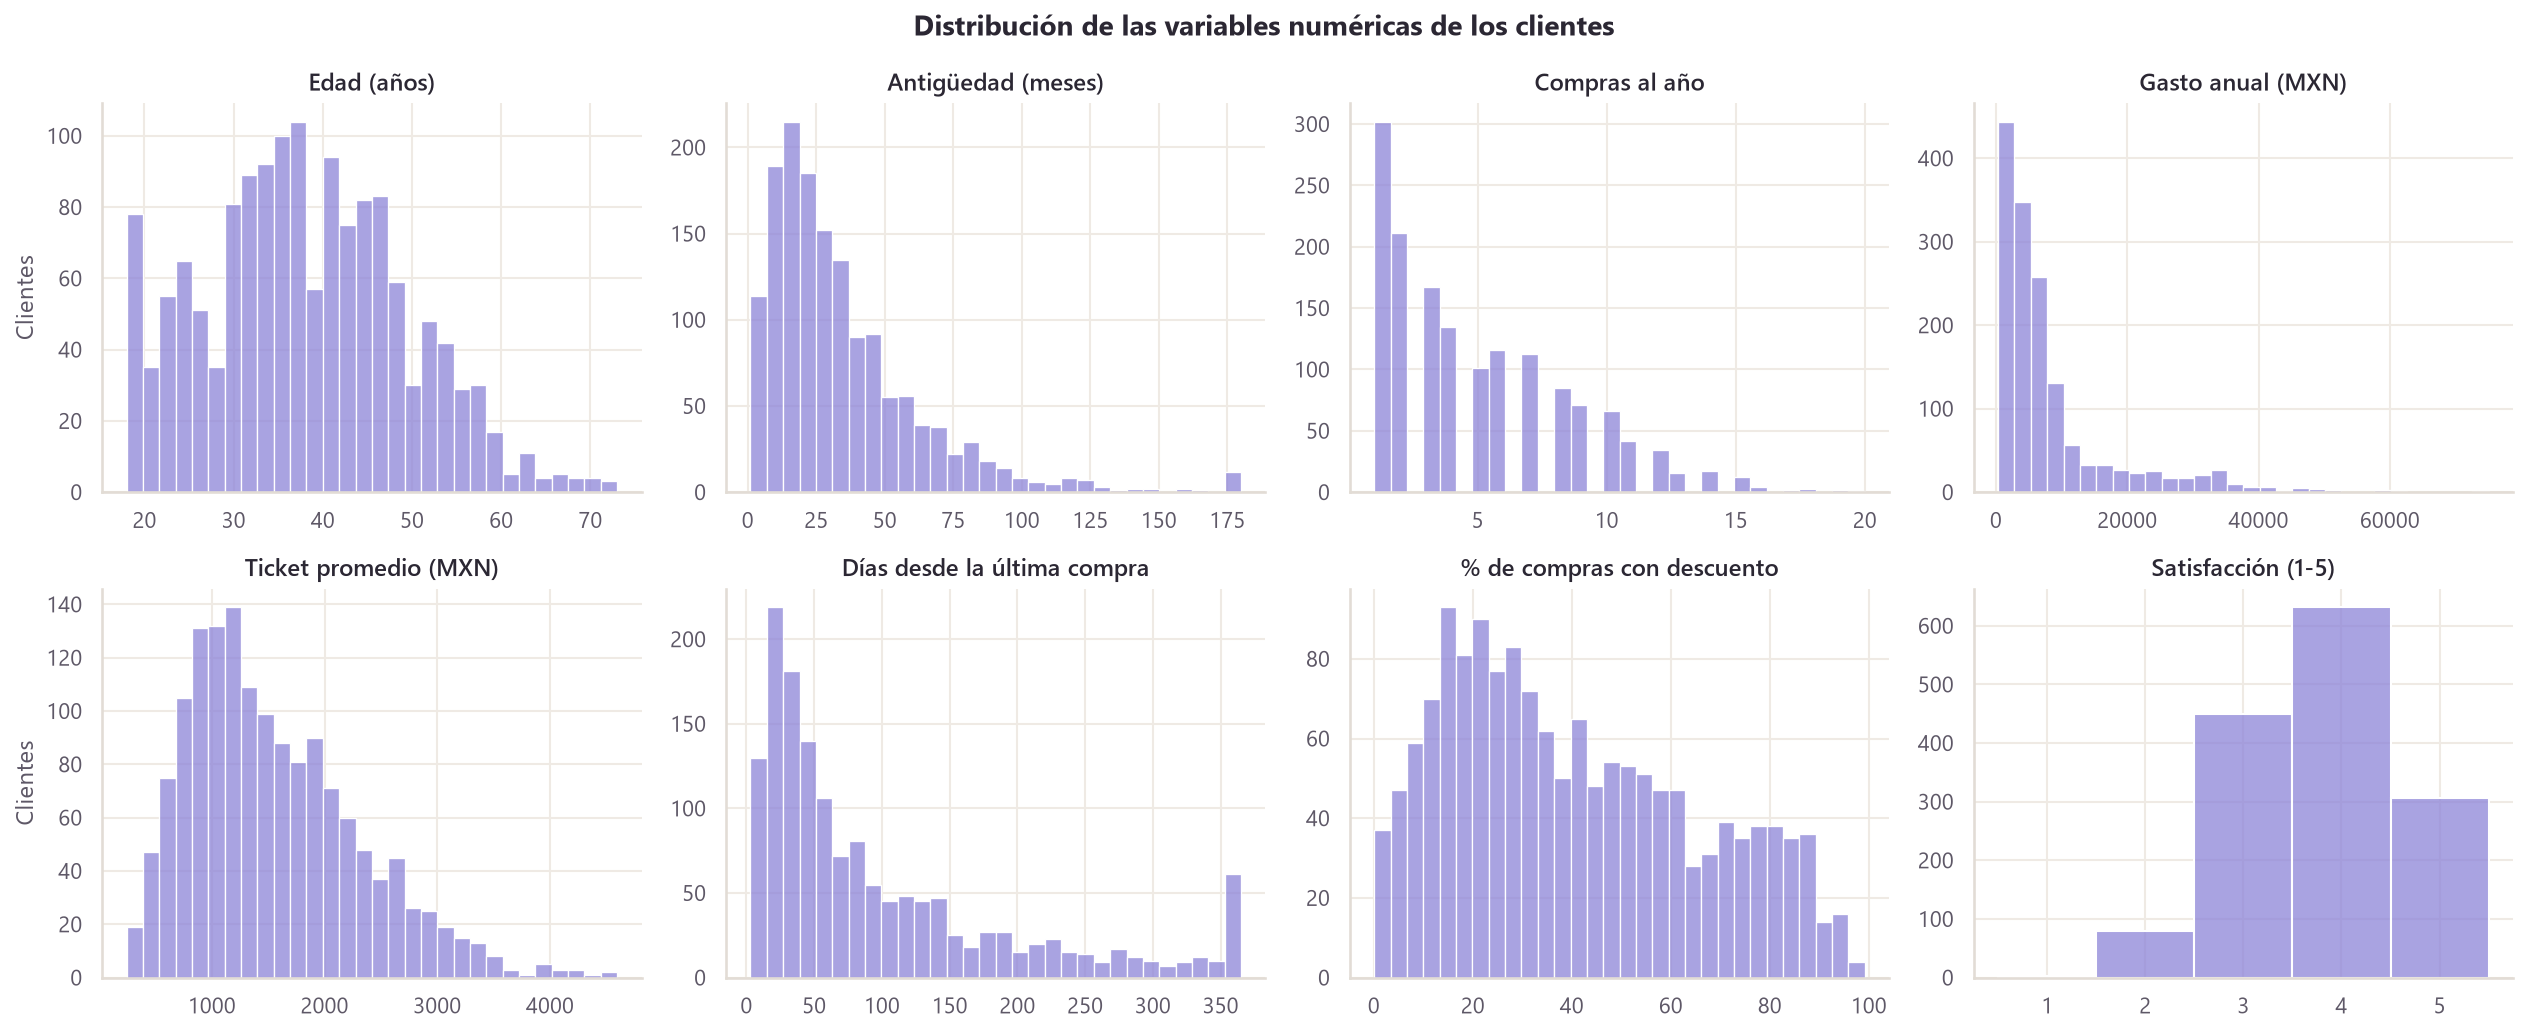 Distribución de las variables numéricas de los clientes
Edad (años)
Clientes
100
80
60
40
20
0
20 30 40 50 60 70
Antigüedad (meses)
200
150
100
50
0
0 25 50 75 100 125 150 175
Compras al año
300
250
200
150
100
50
0
5 10 15 20
Gasto anual (MXN)
400
300
200
100
0
0 20000 40000 60000
Ticket promedio (MXN)
Clientes
140
120
100
80
60
40
20
0
1000 2000 3000 4000
Días desde la última compra
200
150
100
50
0
0 50 100 150 200 250 300 350
% de compras con descuento
80
60
40
20
0
0 20 40 60 80 100
Satisfacción (1-5)
600
500
400
300
200
100
0
1 2 3 4 5